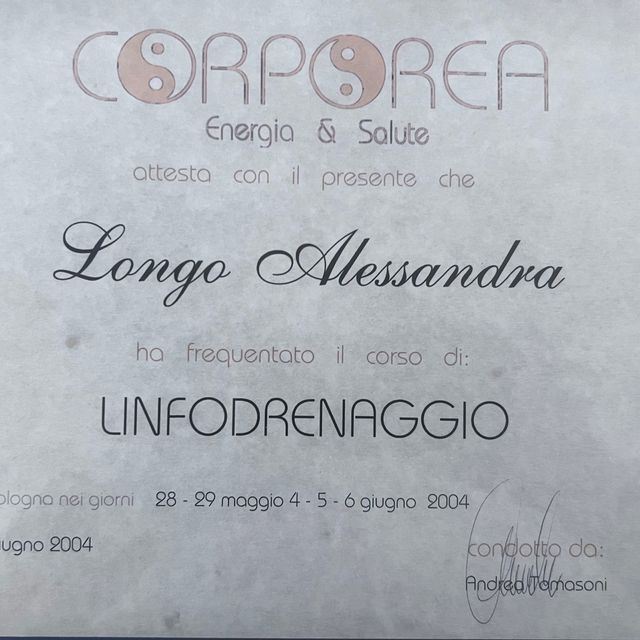 CORPOREA
Energia & Salute
attesta con il presente che
Longo Alessandra
ha frequentato il corso di:
LINFODRENAGGIO
ologna nei giorni 28 - 29 maggio 4 - 5 - 6 giugno 2004
iugno 2004
condotto da:
Andrea Tomasoni